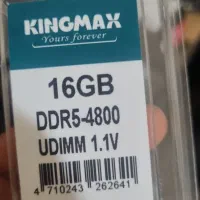 KINGMAX
Yours forever
16GB
DDR5-4800
UDIMM 1.1V
4 710243 262641